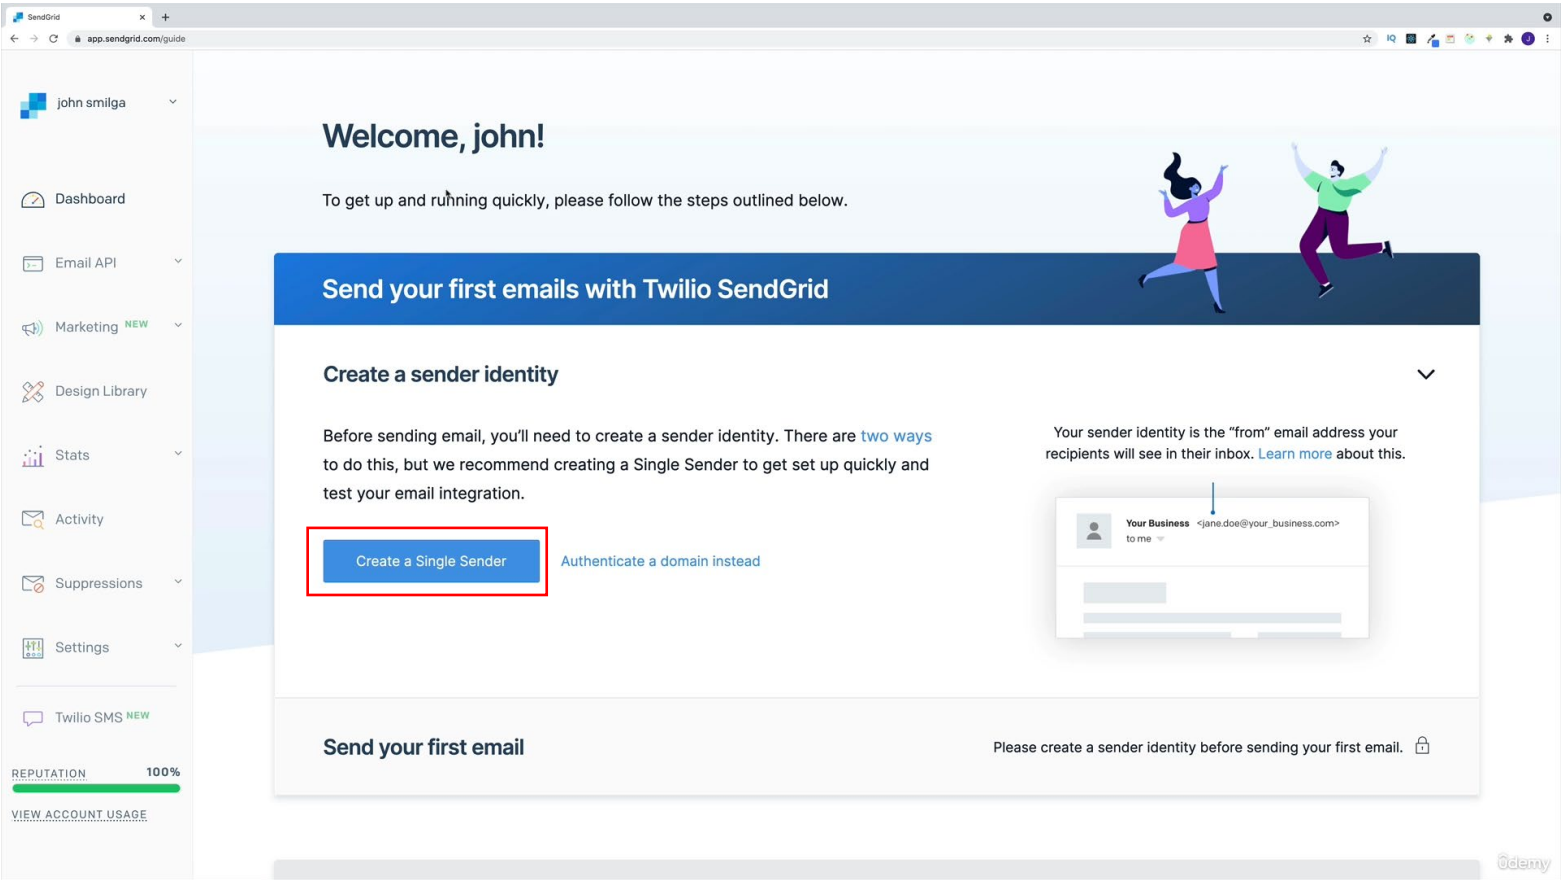 SendGrid
app.sendgrid.com/guide
IQ
J
john smilga
Dashboard
Email API
Marketing NEW
Design Library
Stats
Activity
Suppressions
Settings
Twilio SMS NEW
REPUTATION 100%
VIEW ACCOUNT USAGE
Welcome, john!
To get up and running quickly, please follow the steps outlined below.
Send your first emails with Twilio SendGrid
Create a sender identity
Before sending email, you’ll need to create a sender identity. There are two ways
to do this, but we recommend creating a Single Sender to get set up quickly and
test your email integration.
Create a Single Sender
Authenticate a domain instead
Your sender identity is the “from” email address your
recipients will see in their inbox. Learn more about this.
Your Business <jane.doe@your_business.com>
to me
Send your first email
Please create a sender identity before sending your first email.
ûdemy